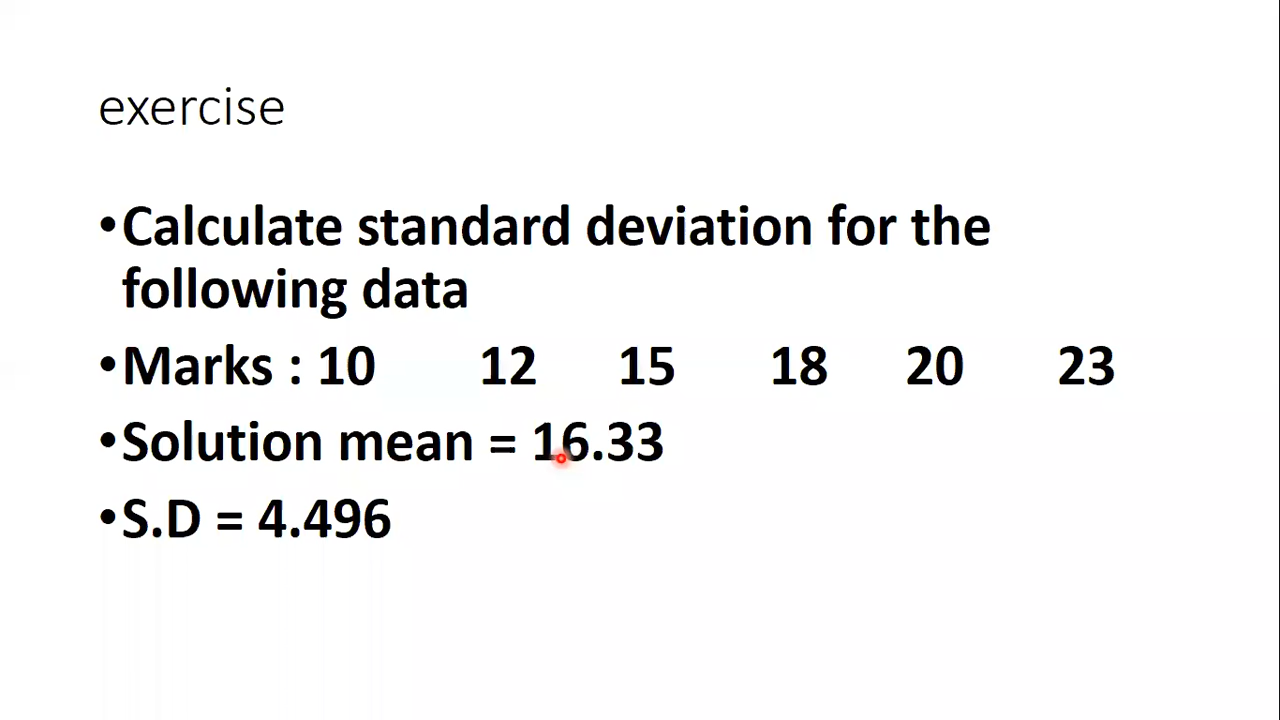 exercise
•Calculate standard deviation for the
following data
•Marks : 10 12 15 18 20 23
•Solution mean = 16.33
•S.D = 4.496